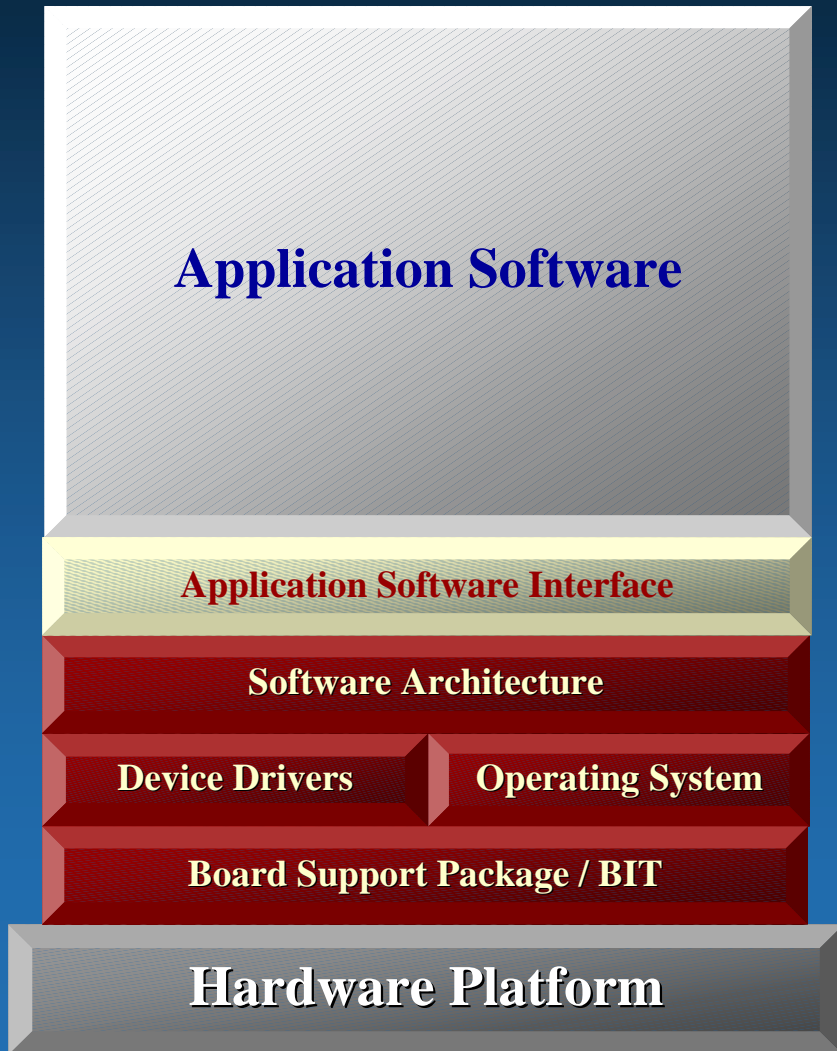 Application Software
Application Software Interface
Software Architecture
Device Drivers
Operating System
Board Support Package / BIT
Hardware Platform